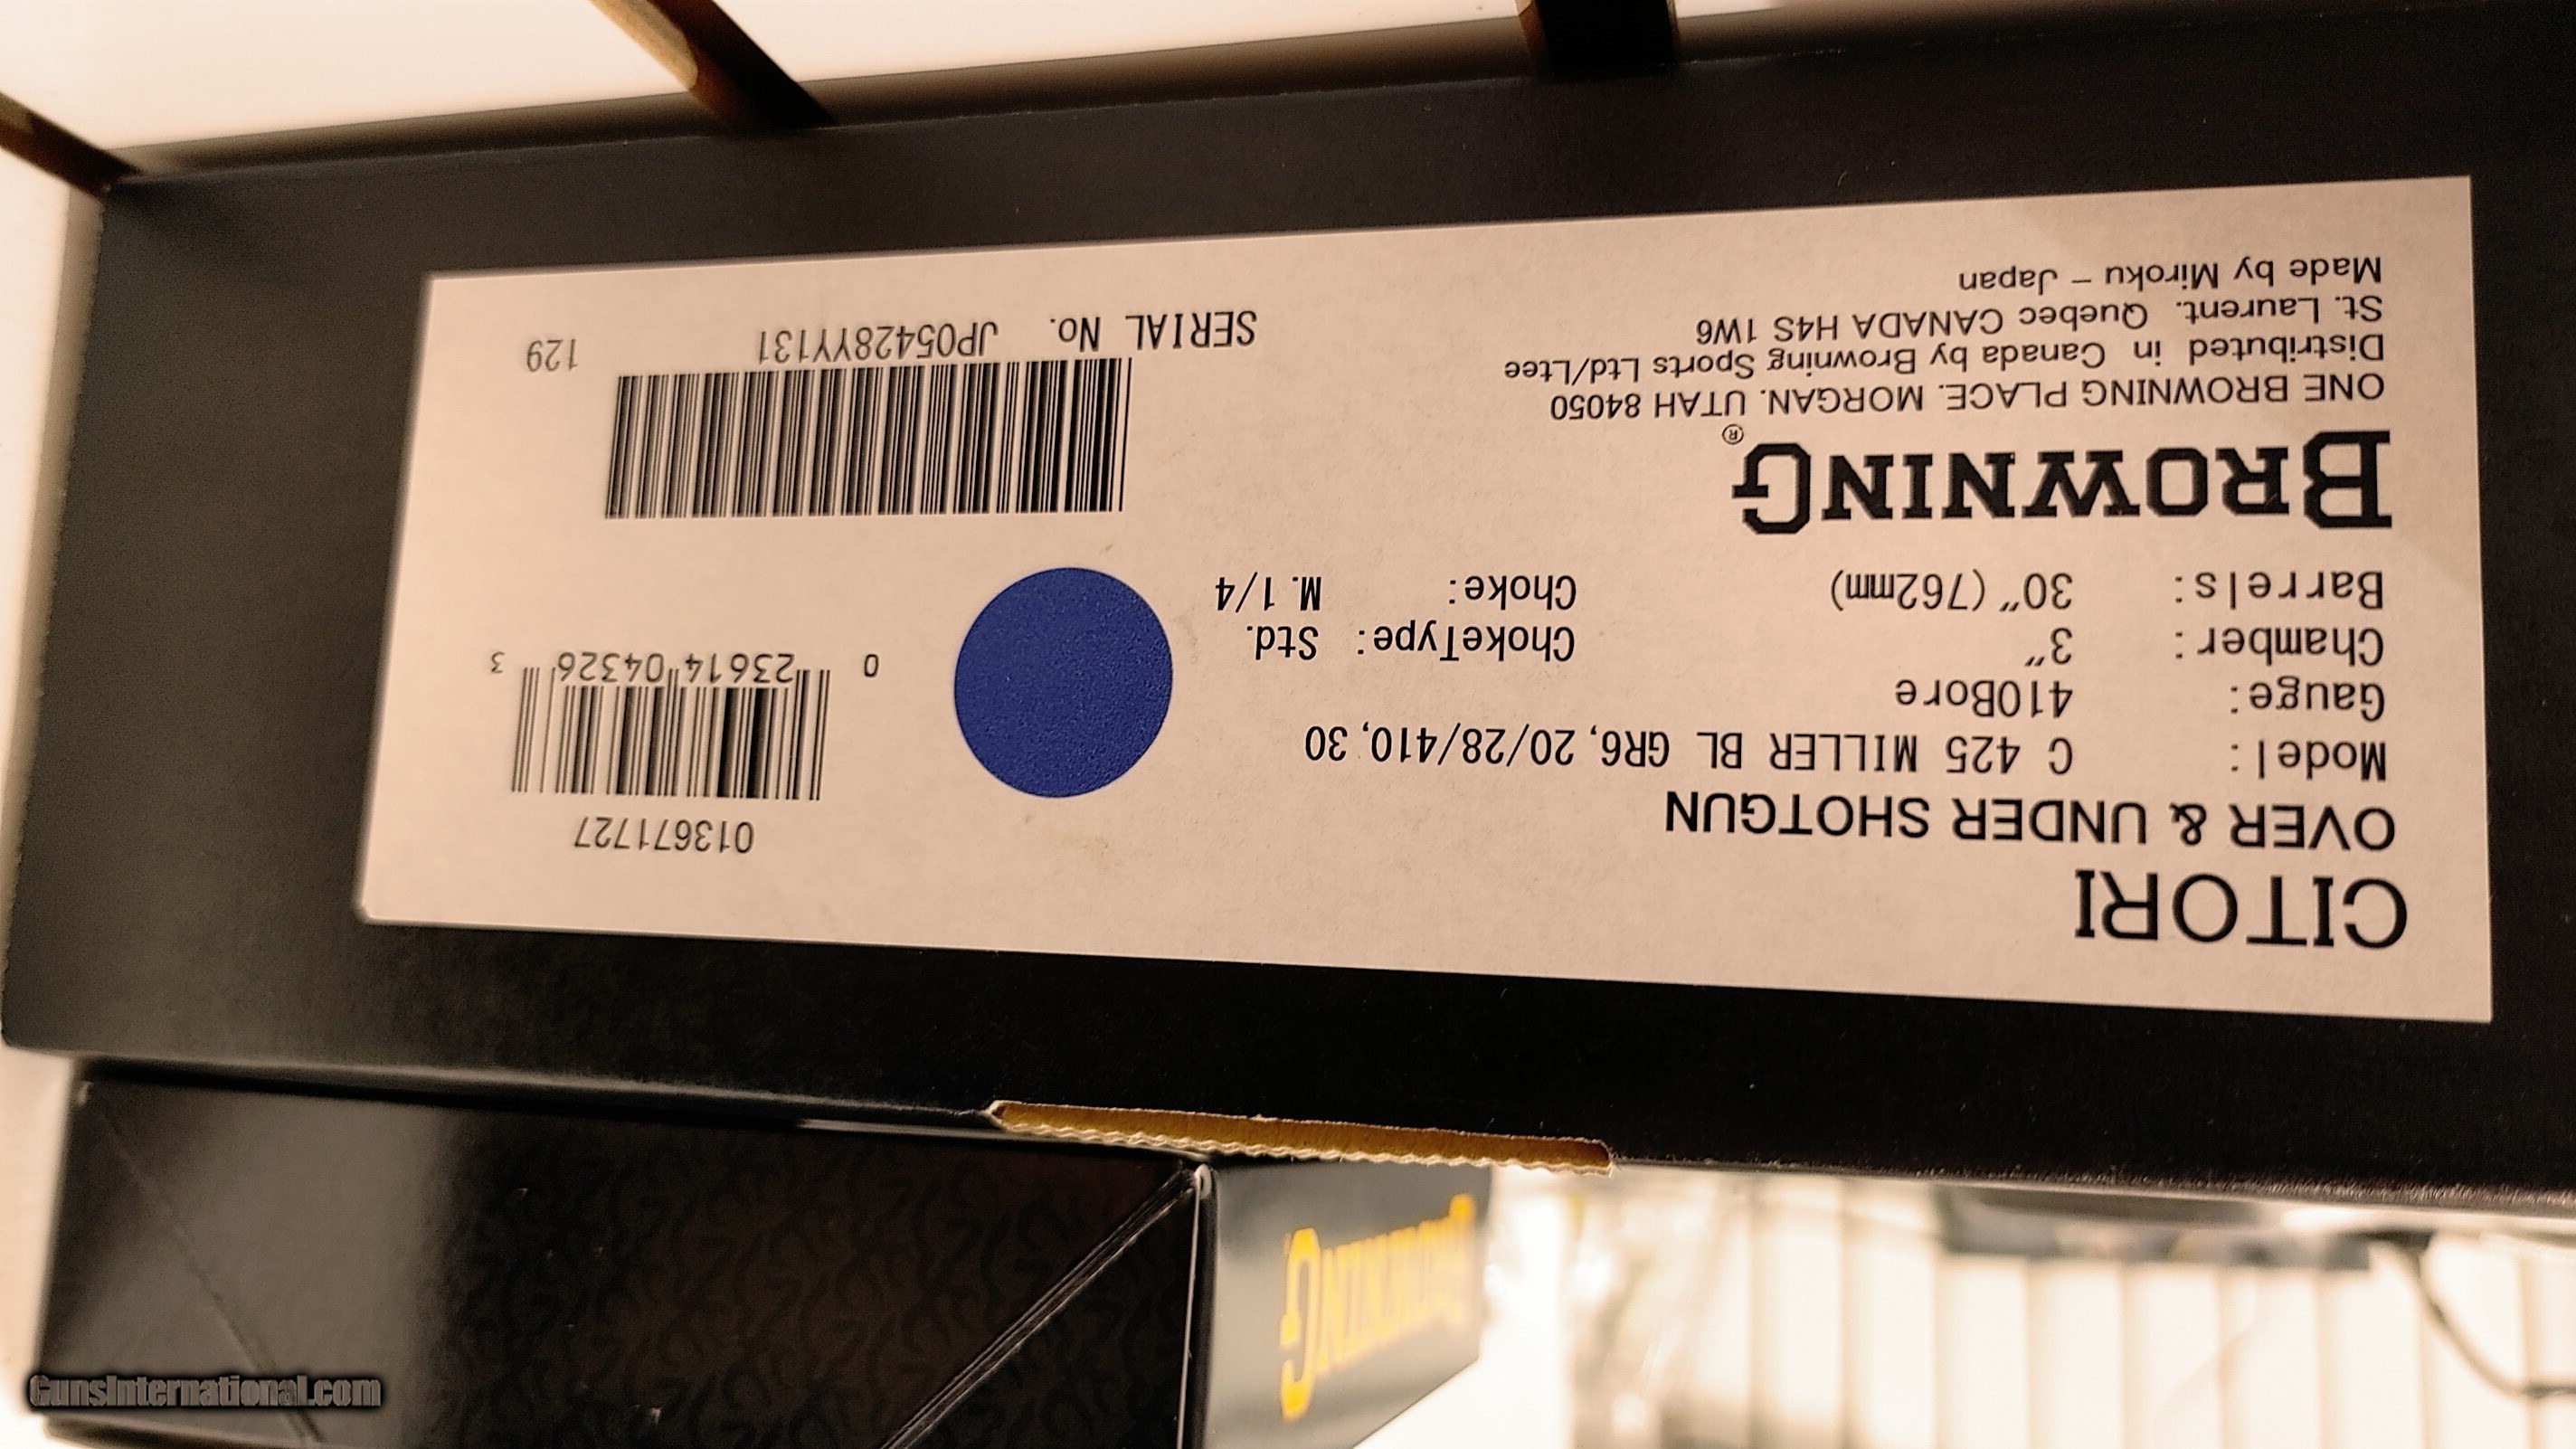 CITORI
OVER & UNDER SHOTGUN
Model: C 425 MILLER BL GR6, 20/28/410, 30
Gauge: 410Bore
Chamber: 3" ChokeType: Std.
Barrels: 30" (762mm) Choke: M. 1/4
BROWNING®
ONE BROWNING PLACE. MORGAN. UTAH 84050
Distributed in Canada by Browning Sports Ltd/Ltee
St. Laurent. Quebec CANADA H4S 1W6
Made by Miroku - Japan
013671727
0 23614 04326 3
SERIAL No. JP05428YY131 129
BROWNING
GunsInternational.com